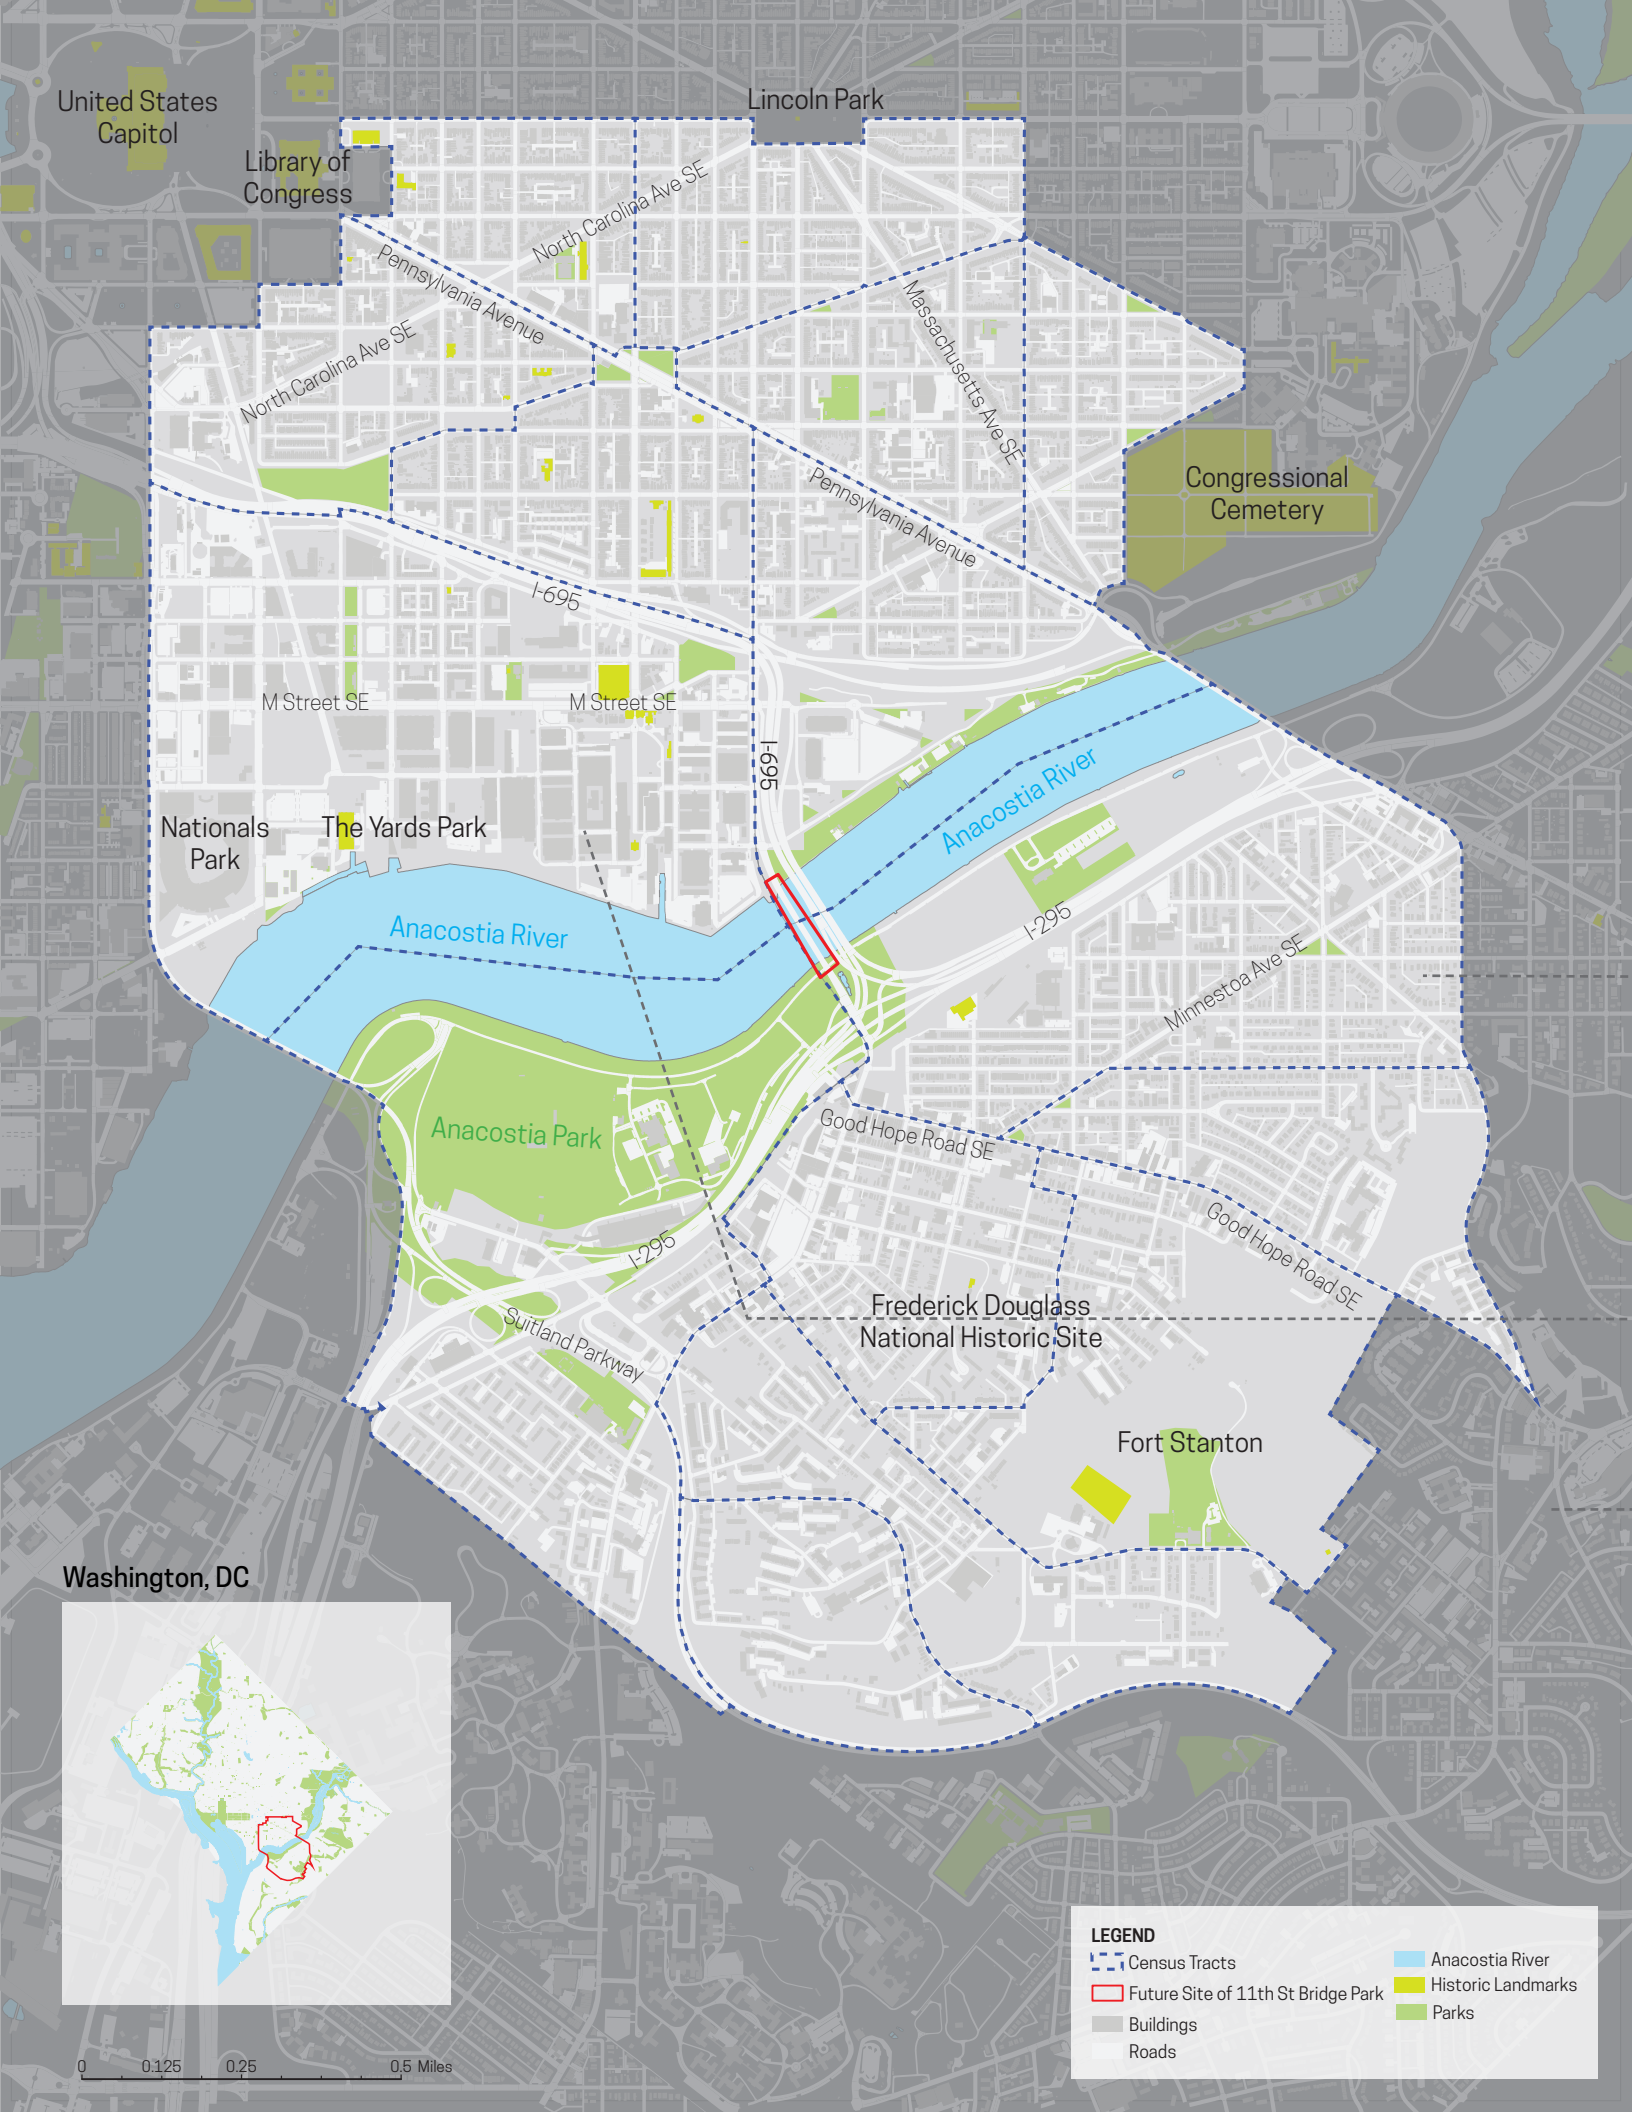 Lincoln Park
United States
Capitol
Library of
Congress
North Carolina Ave SE
Pennsylvania Avenue
North Carolina Ave SE
Massachusetts Ave SE
Congressional
Cemetery
Pennsylvania Avenue
I-695
M Street SE
M Street SE
I-695
Anacostia River
Nationals
Park
The Yards Park
Anacostia River
I-295
Minnestoa Ave SE
Anacostia Park
Good Hope Road SE
Good Hope Road SE
I-295
Suitland Parkway
Frederick Douglass
National Historic Site
Fort Stanton
Washington, DC
0 0.125 0.25 0.5 Miles
LEGEND
Census Tracts
Future Site of 11th St Bridge Park
Buildings
Roads
Anacostia River
Historic Landmarks
Parks